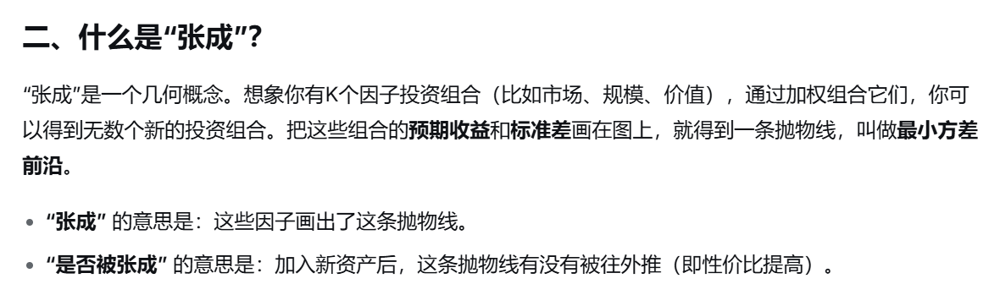 二、什么是“张成”？
“张成”是一个几何概念。想象你有K个因子投资组合（比如市场、规模、价值），通过加权组合它们，你可
以得到无数个新的投资组合。把这些组合的预期收益和标准差画在图上，就得到一条抛物线，叫做最小方差
前沿。
• “张成” 的意思是：这些因子画出了这条抛物线。
• “是否被张成” 的意思是：加入新资产后，这条抛物线有没有被往外推（即性价比提高）。